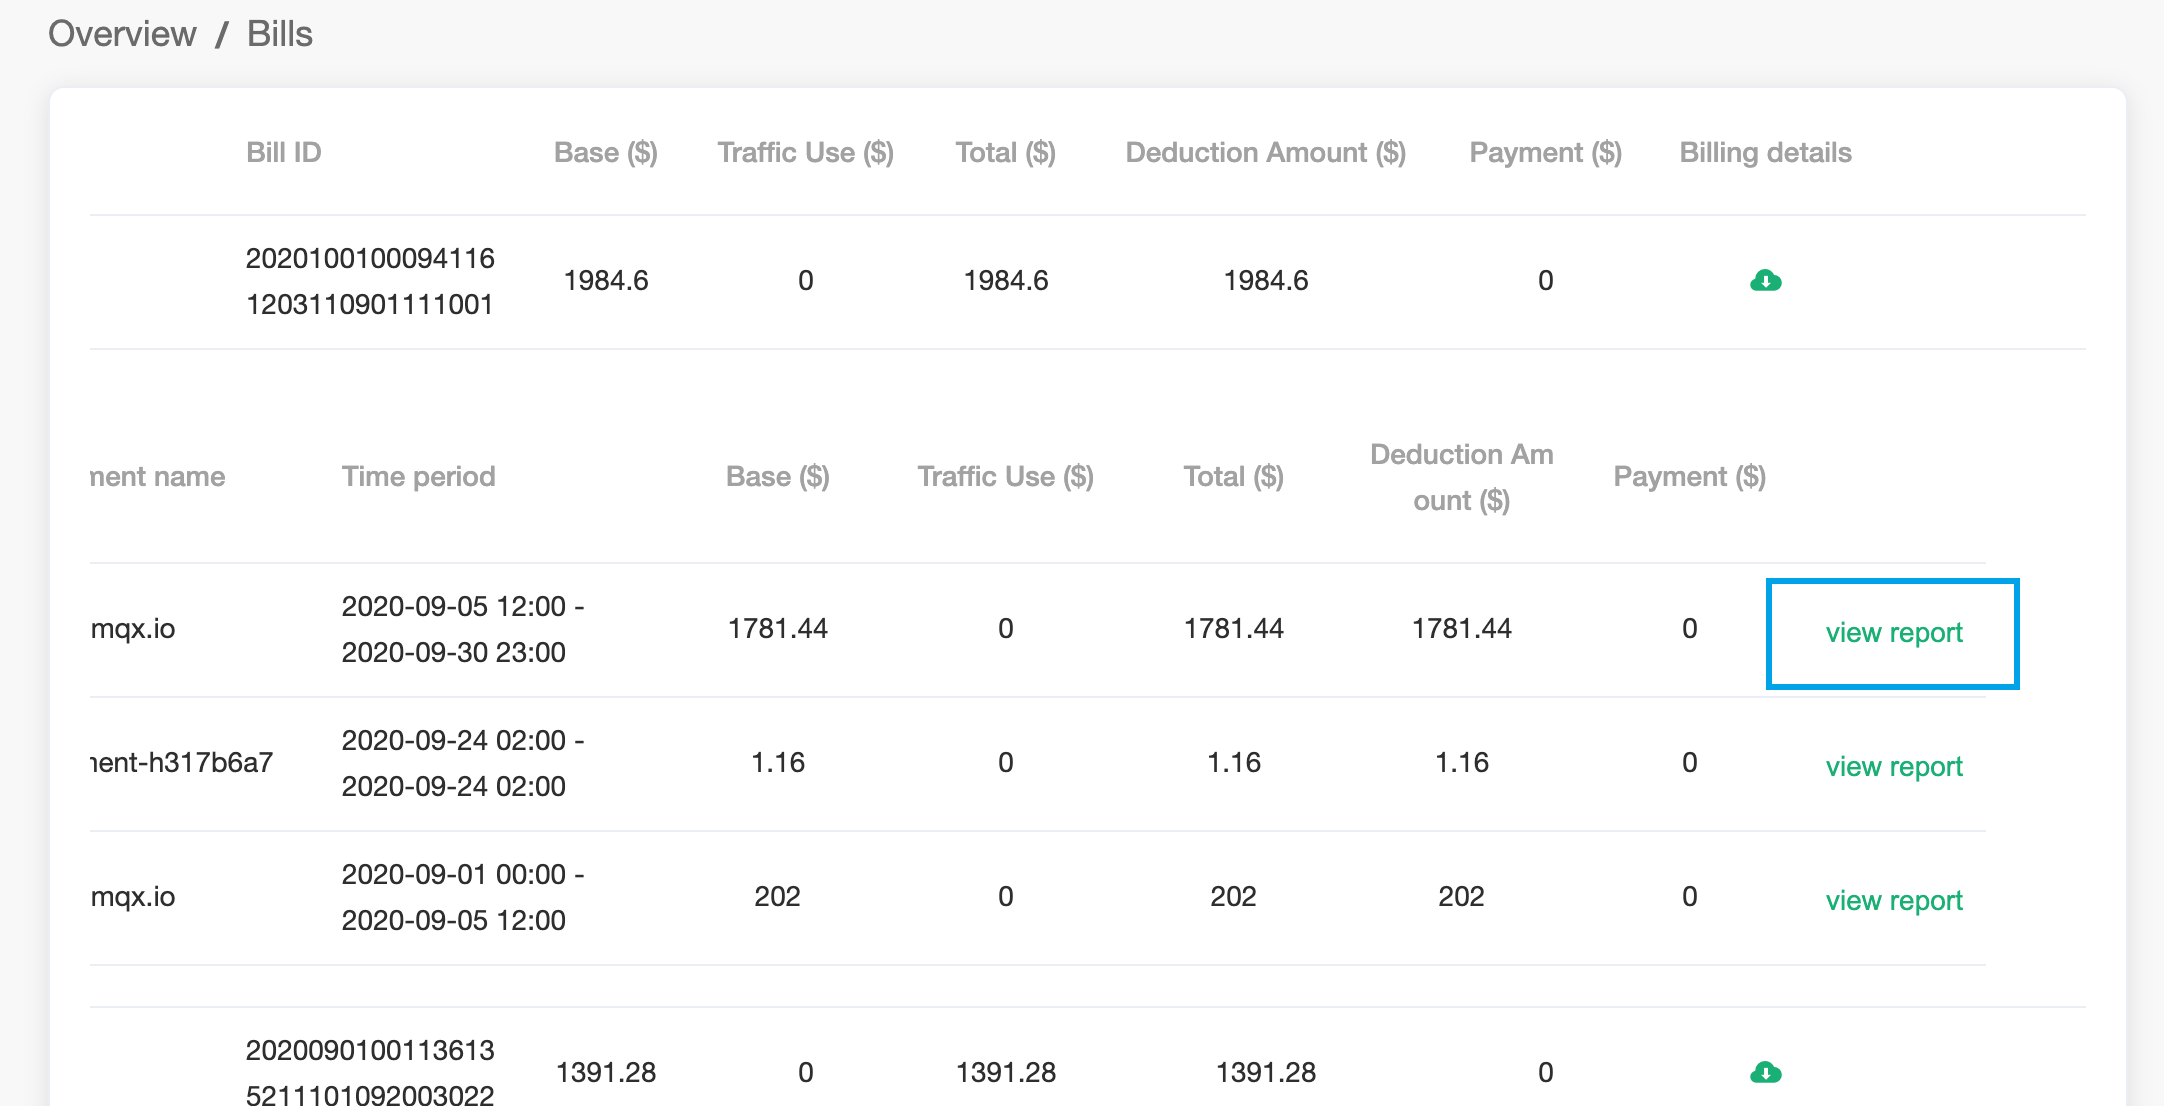 Overview / Bills
Bill ID Base ($) Traffic Use ($) Total ($) Deduction Amount ($) Payment ($) Billing details
2020100100094116
1203110901111001
1984.6 0 1984.6 1984.6 0
ment name Time period Base ($) Traffic Use ($) Total ($) Deduction Am
ount ($)
Payment ($)
mqx.io 2020-09-05 12:00 -
2020-09-30 23:00
1781.44 0 1781.44 1781.44 0 view report
nent-h317b6a7 2020-09-24 02:00 -
2020-09-24 02:00
1.16 0 1.16 1.16 0 view report
mqx.io 2020-09-01 00:00 -
2020-09-05 12:00
202 0 202 202 0 view report
2020090100113613
5211101092003022
1391.28 0 1391.28 1391.28 0